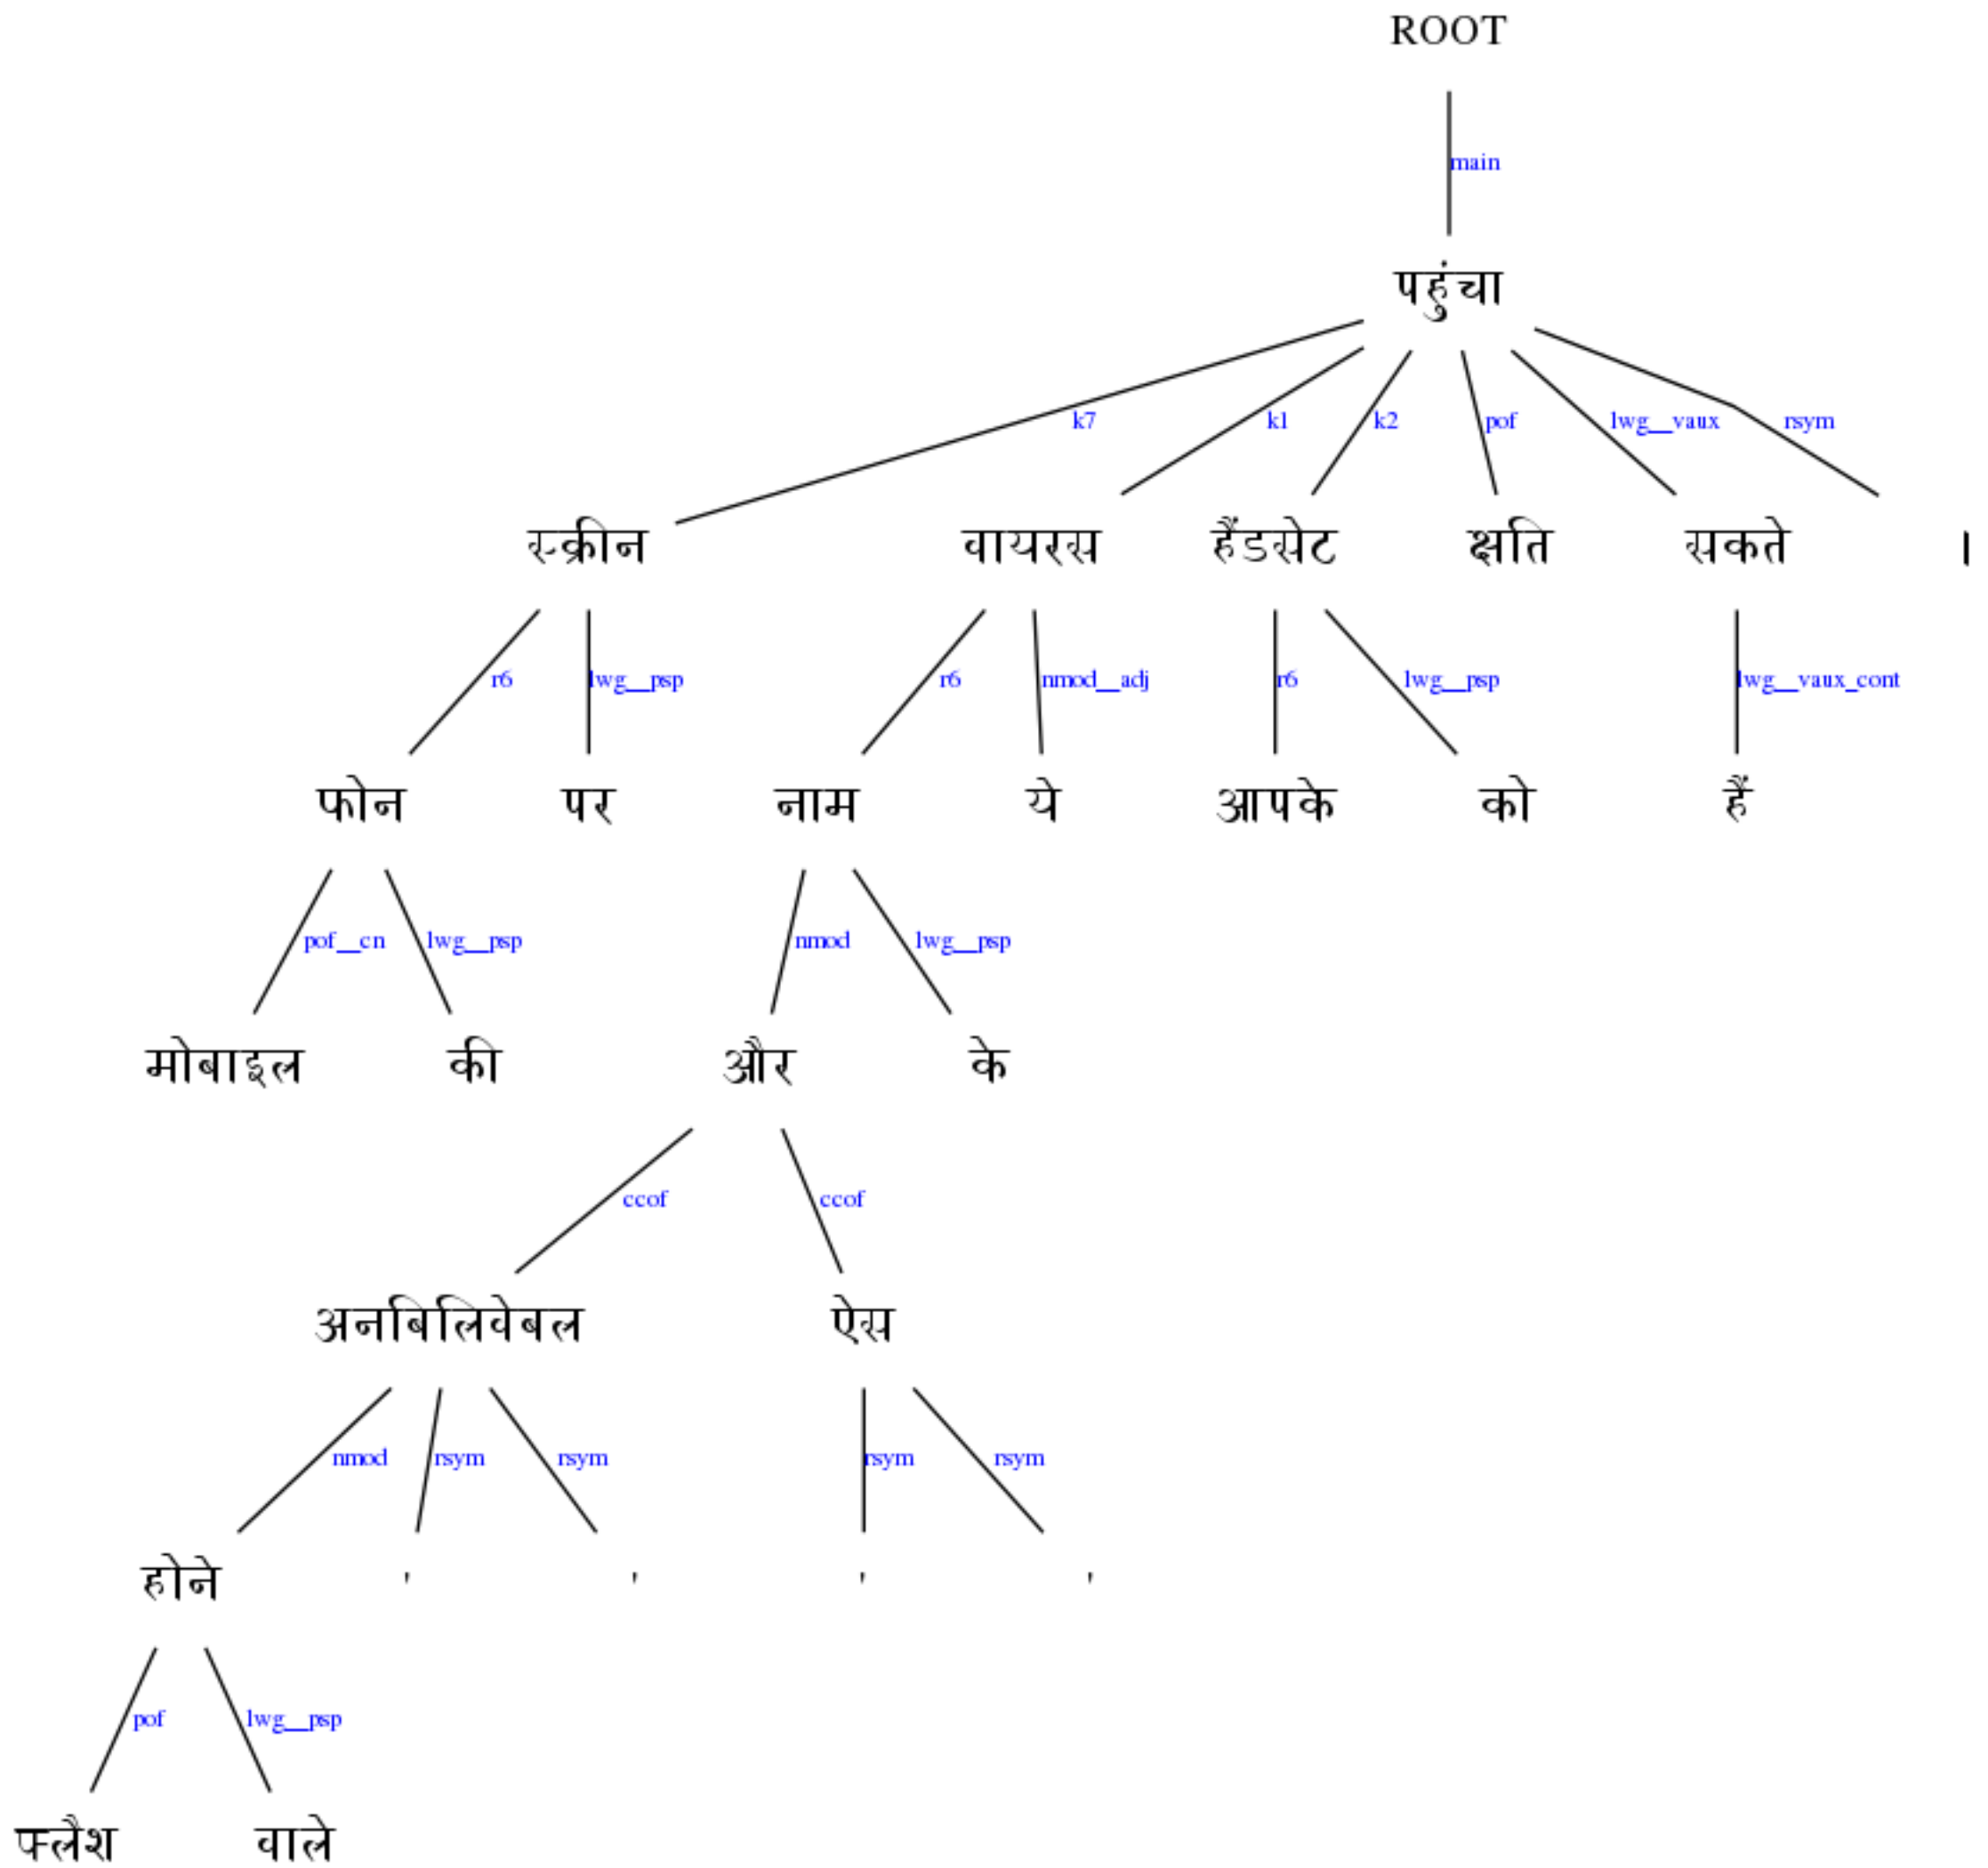 ROOT
main
पहुंचा
k7 k1 k2 pof lwg__vaux rsym
स्क्रीन वायरस हैंडसेट क्षति सकते ।
r6 lwg__psp r6 nmod__adj r6 lwg__psp lwg__vaux_cont
फोन पर नाम ये आपके को हैं
pof__cn lwg__psp nmod lwg__psp
मोबाइल की और के
ccof ccof
अनबिलिवेबल ऐस
nmod rsym rsym rsym rsym
होने ' ' ' '
pof lwg__psp
फ्लैश वाले